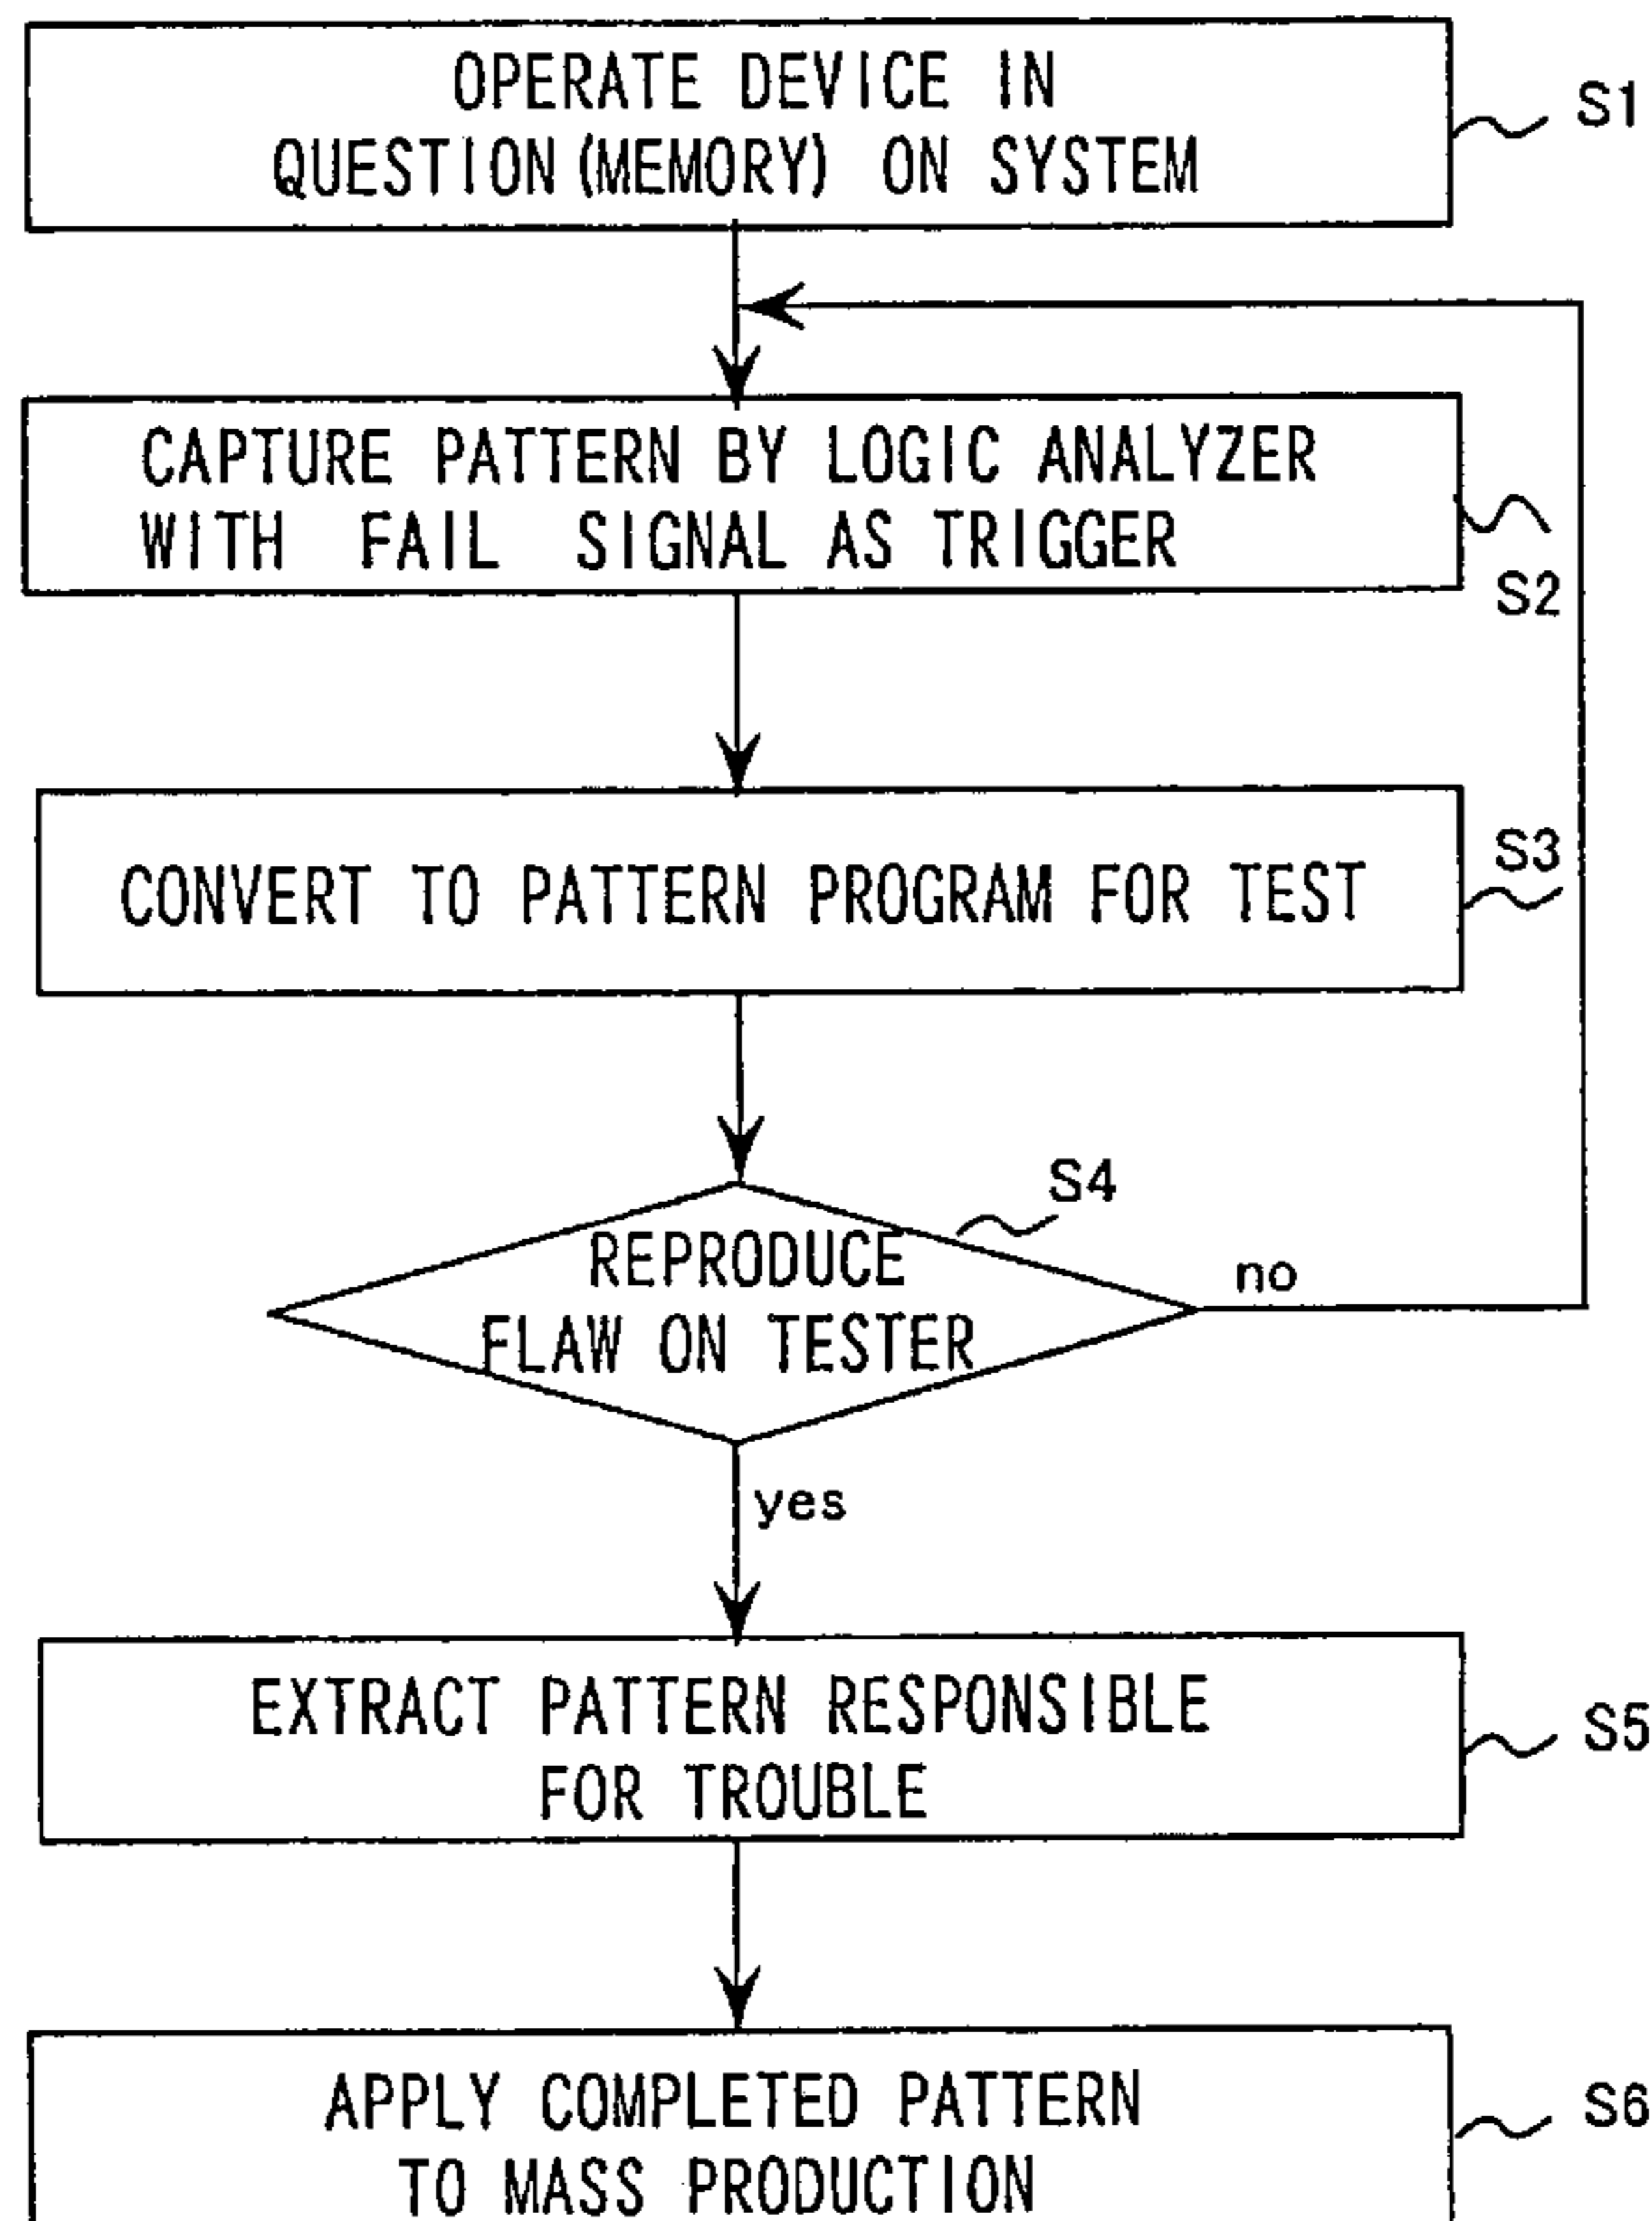 OPERATE DEVICE IN
QUESTION(MEMORY) ON SYSTEM
S1
CAPTURE PATTERN BY LOGIC ANALYZER
WITH FAIL SIGNAL AS TRIGGER
S2
CONVERT TO PATTERN PROGRAM FOR TEST
S3
REPRODUCE
FLAW ON TESTER
S4
no
yes
EXTRACT PATTERN RESPONSIBLE
FOR TROUBLE
S5
APPLY COMPLETED PATTERN
TO MASS PRODUCTION
S6